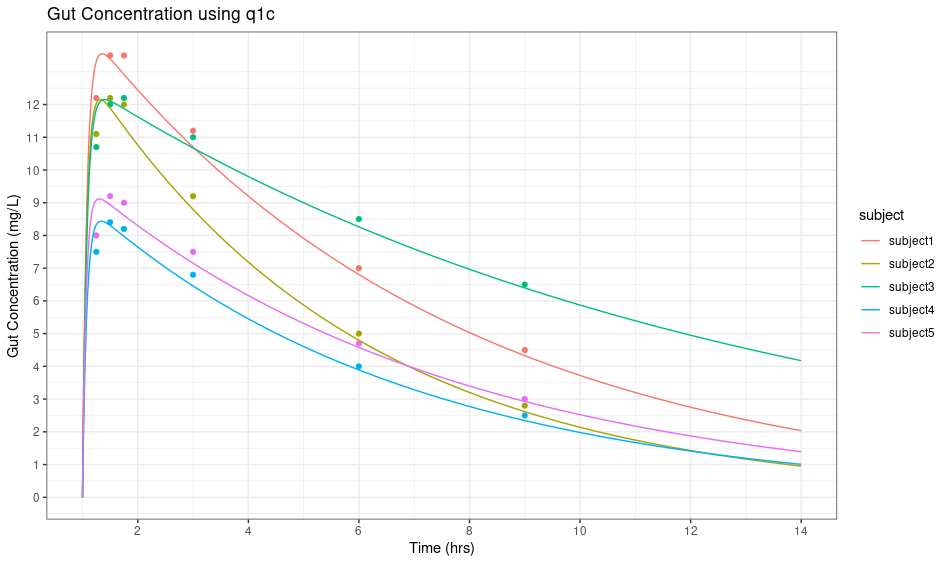 Gut Concentration using q1c
Gut Concentration (mg/L)
12
11
10
9
8
7
6
5
4
3
2
1
0
2
4
6
8
10
12
14
Time (hrs)
subject
subject1
subject2
subject3
subject4
subject5